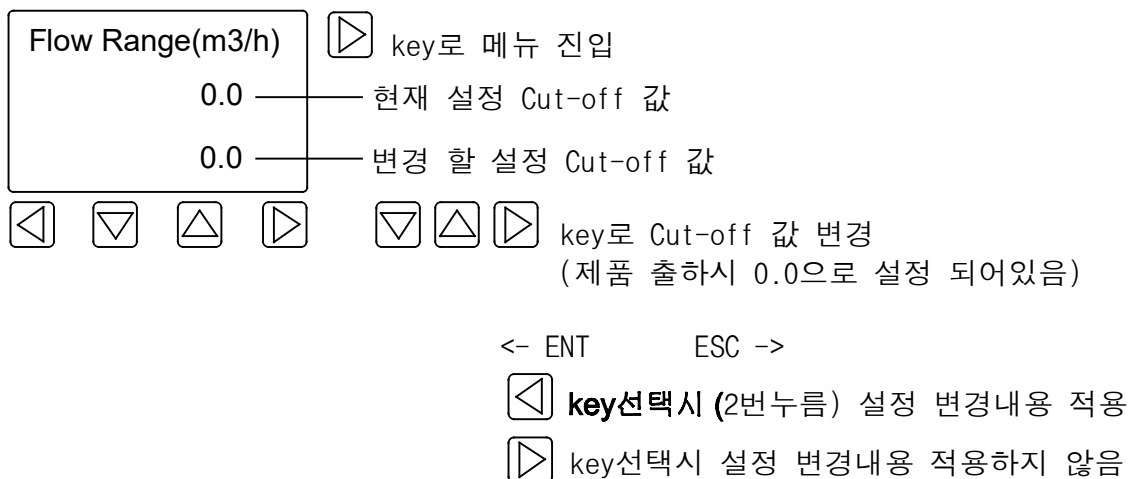 Flow Range(m3/h) key로 메뉴 진입
0.0 현재 설정 Cut-off 값
0.0 변경 할 설정 Cut-off 값
key로 Cut-off 값 변경
(제품 출하시 0.0으로 설정 되어있음)
<- ENT ESC ->
key선택시 (2번누름) 설정 변경내용 적용
key선택시 설정 변경내용 적용하지 않음